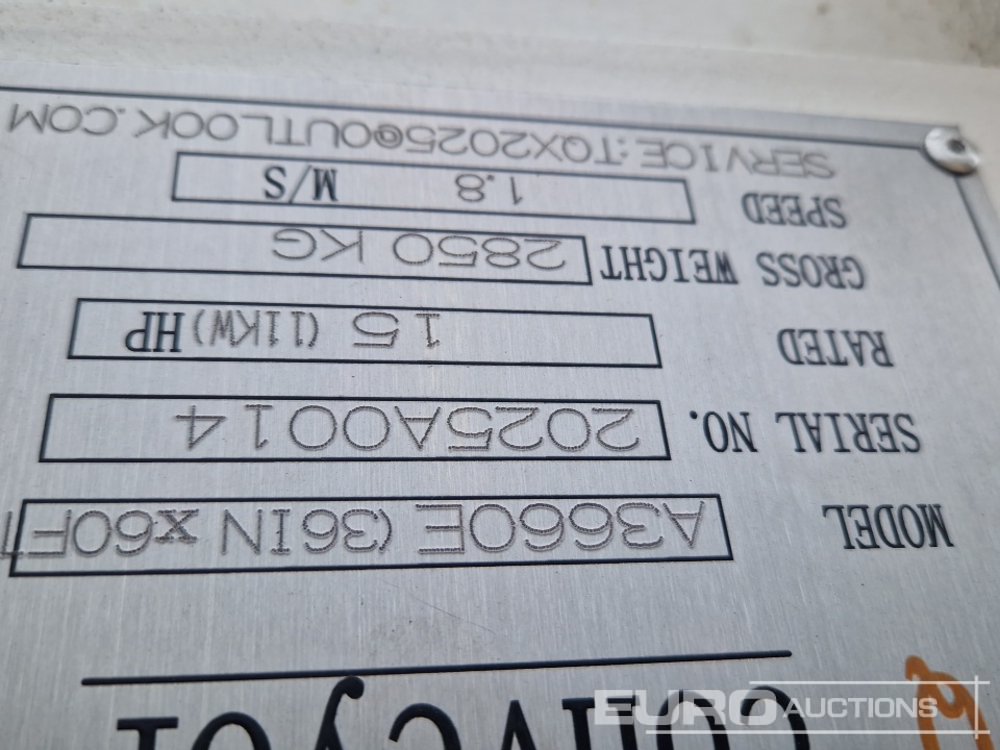 MODEL A3660E (36IN X60FT
SERIAL NO. 2025A0014
RATED 15 (11KW) HP
GROSS WEIGHT 2850 KG
SPEED 1.8 M/S
SERVICE:TQX2025@OUTLOOK.COM
EURO AUCTIONS